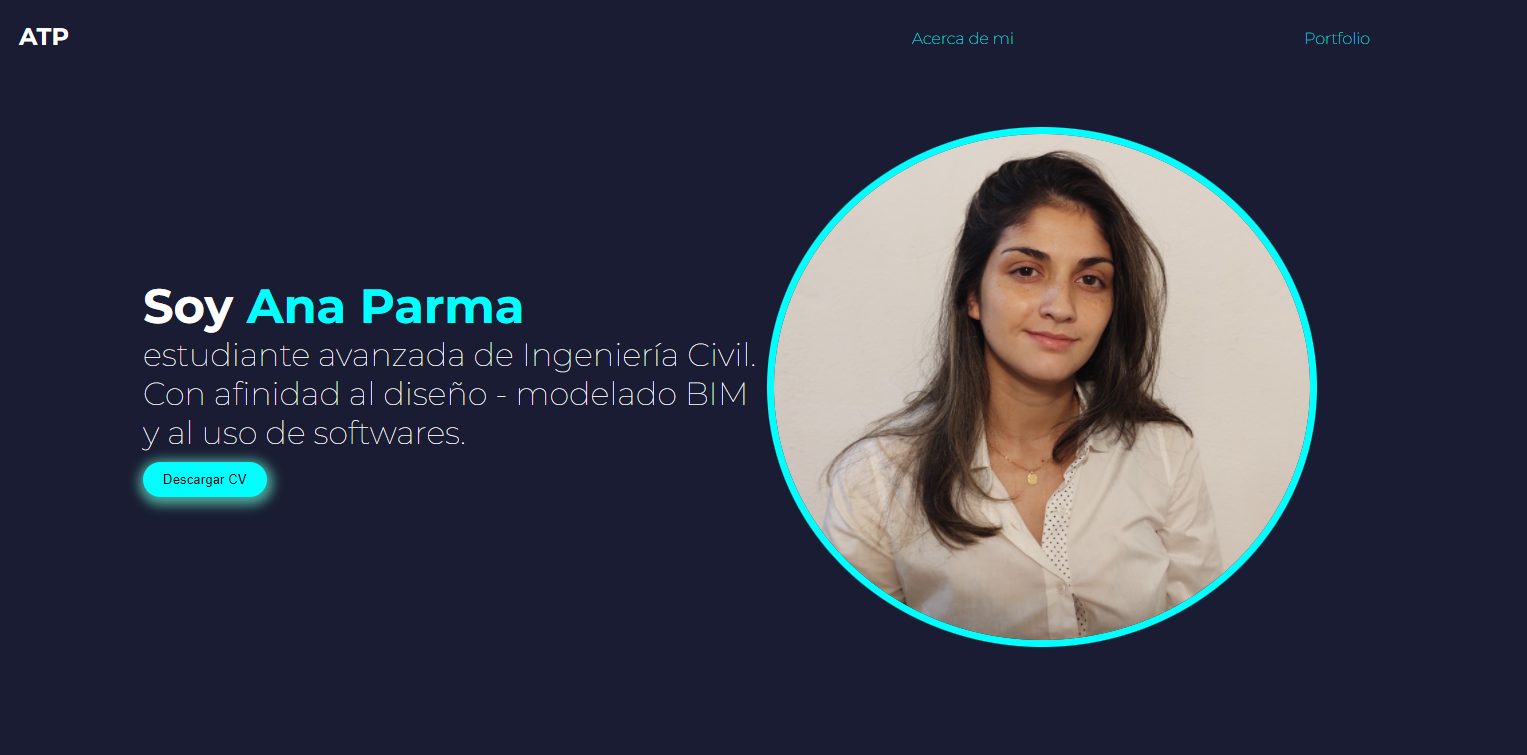 ATP
Acerca de mi
Portfolio
Soy Ana Parma
estudiante avanzada de Ingeniería Civil.
Con afinidad al diseño - modelado BIM
y al uso de softwares.
Descargar CV